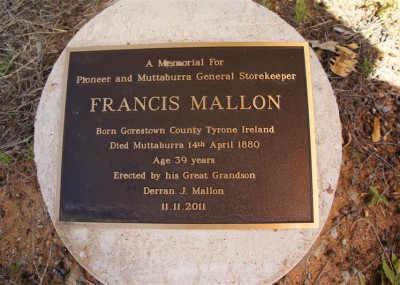 A Memorial For
Pioneer and Muttaburra General Storekeeper
FRANCIS MALLON
Born Gorestown County Tyrone Ireland
Died Muttaburra 14th April 1880
Age 39 years
Erected by his Great Grandson
Derran J. Mallon
11.11.2011